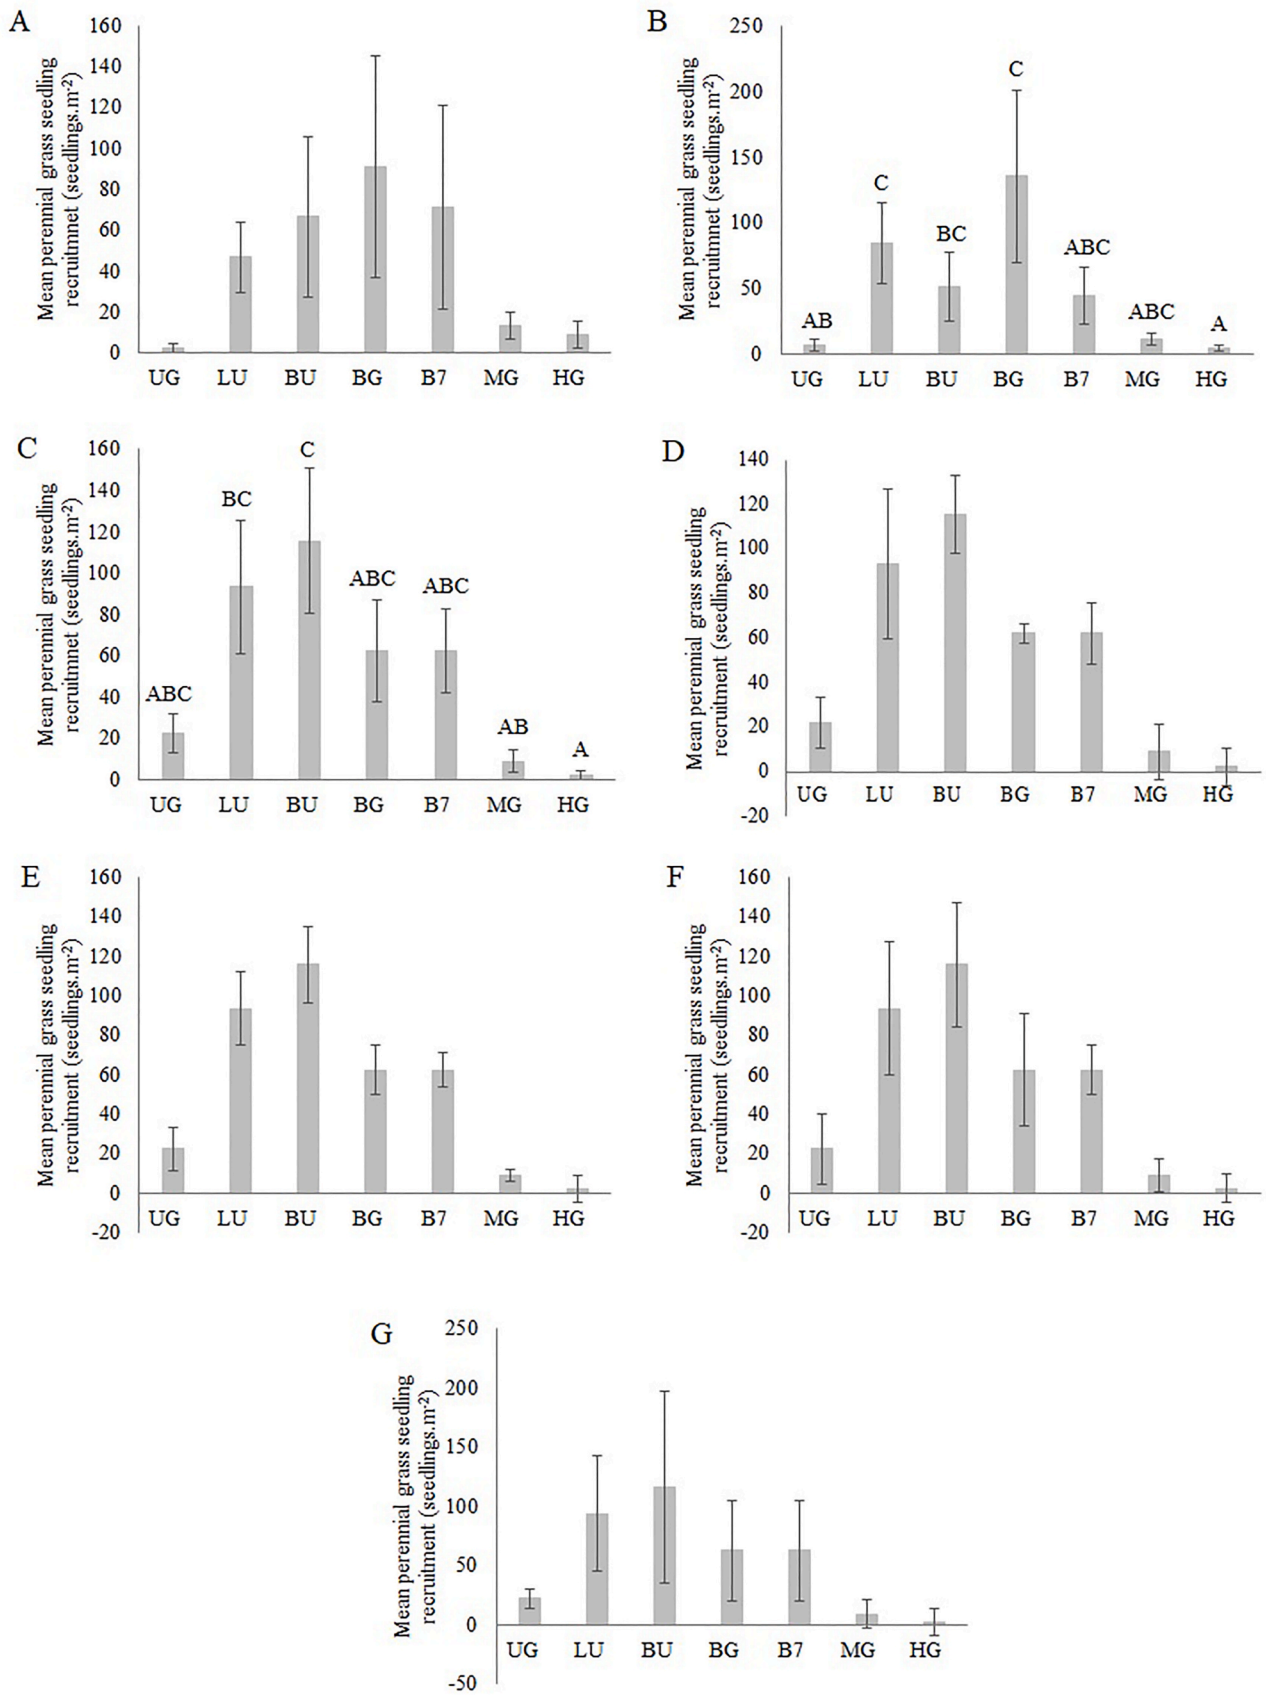 A
Mean perennial grass seedling
recruitmnet (seedlings.m-2)
160
140
120
100
80
60
40
20
0
UG LU BU BG B7 MG HG
B
Mean perennial grass seedling
recruitmnet (seedlings.m-2)
250
200
150
100
50
0
AB C BC C ABC ABC A
UG LU BU BG B7 MG HG
C
Mean perennial grass seedling
recruitmnet (seedlings.m-2)
160
140
120
100
80
60
40
20
0
ABC BC C ABC ABC AB A
UG LU BU BG B7 MG HG
D
Mean perennial grass seedling
recruitment (seedlings.m-2)
140
120
100
80
60
40
20
0
-20
UG LU BU BG B7 MG HG
E
Mean perennial grass seedling
recruitment (seedlings.m-2)
160
140
120
100
80
60
40
20
0
-20
UG LU BU BG B7 MG HG
F
Mean perennial grass seedling
recruitment (seedlings.m-2)
160
140
120
100
80
60
40
20
0
-20
UG LU BU BG B7 MG HG
G
Mean perennial grass seedling
recruitment (seedlings.m-2)
250
200
150
100
50
0
-50
UG LU BU BG B7 MG HG